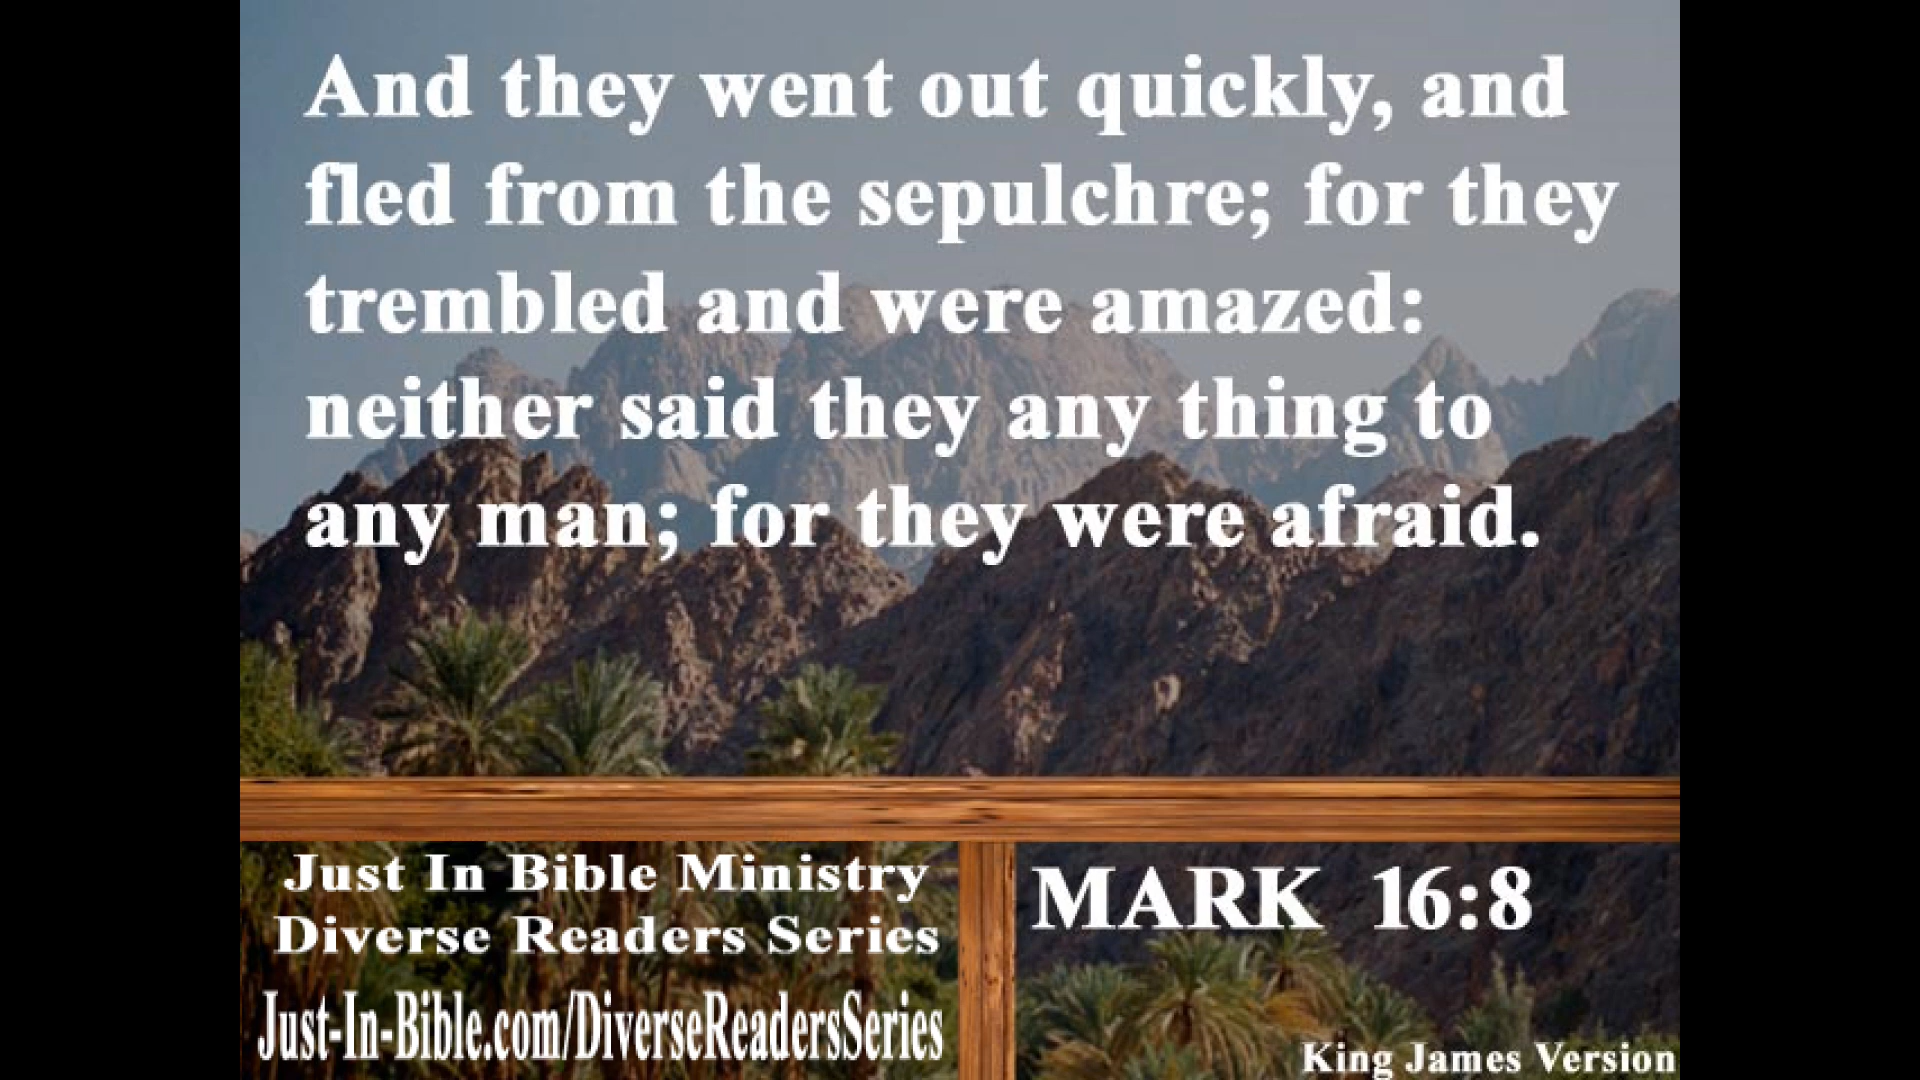 And they went out quickly, and
fled from the sepulchre; for they
trembled and were amazed:
neither said they any thing to
any man; for they were afraid.
Just In Bible Ministry
Diverse Readers Series
Just-In-Bible.com/DiverseReadersSeries
MARK 16:8
King James Version